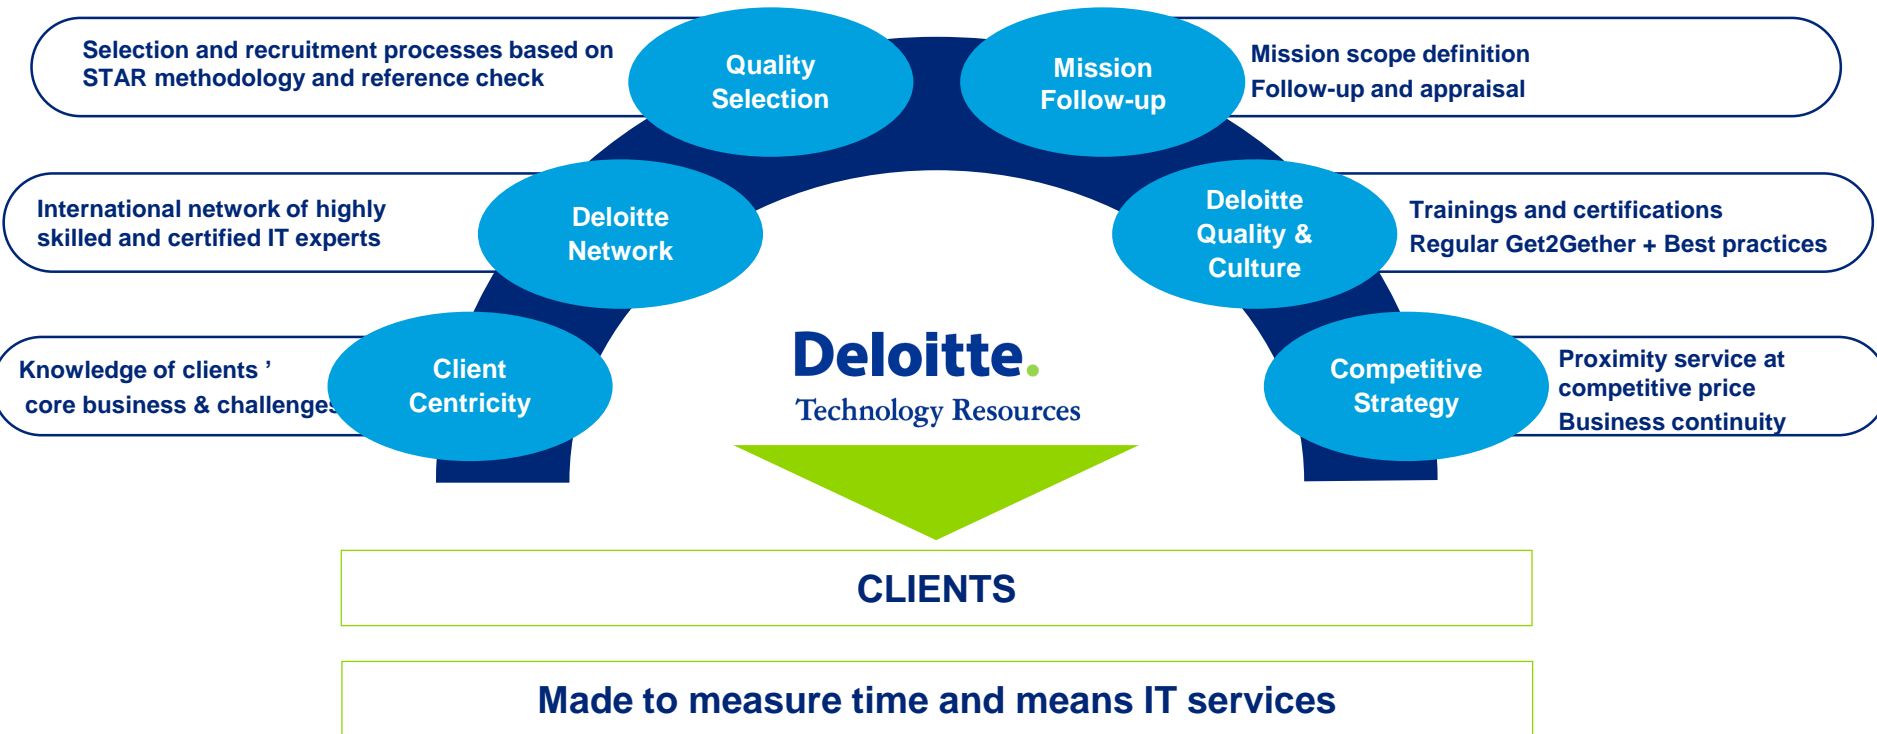 Selection and recruitment processes based on
STAR methodology and reference check
Quality
Selection
Mission
Follow-up
Mission scope definition
Follow-up and appraisal
International network of highly
skilled and certified IT experts
Deloitte
Network
Deloitte
Quality &
Culture
Trainings and certifications
Regular Get2Gether + Best practices
Knowledge of clients ’
core business & challenges
Client
Centricity
Deloitte.
Technology Resources
Competitive
Strategy
Proximity service at
competitive price
Business continuity
CLIENTS
Made to measure time and means IT services